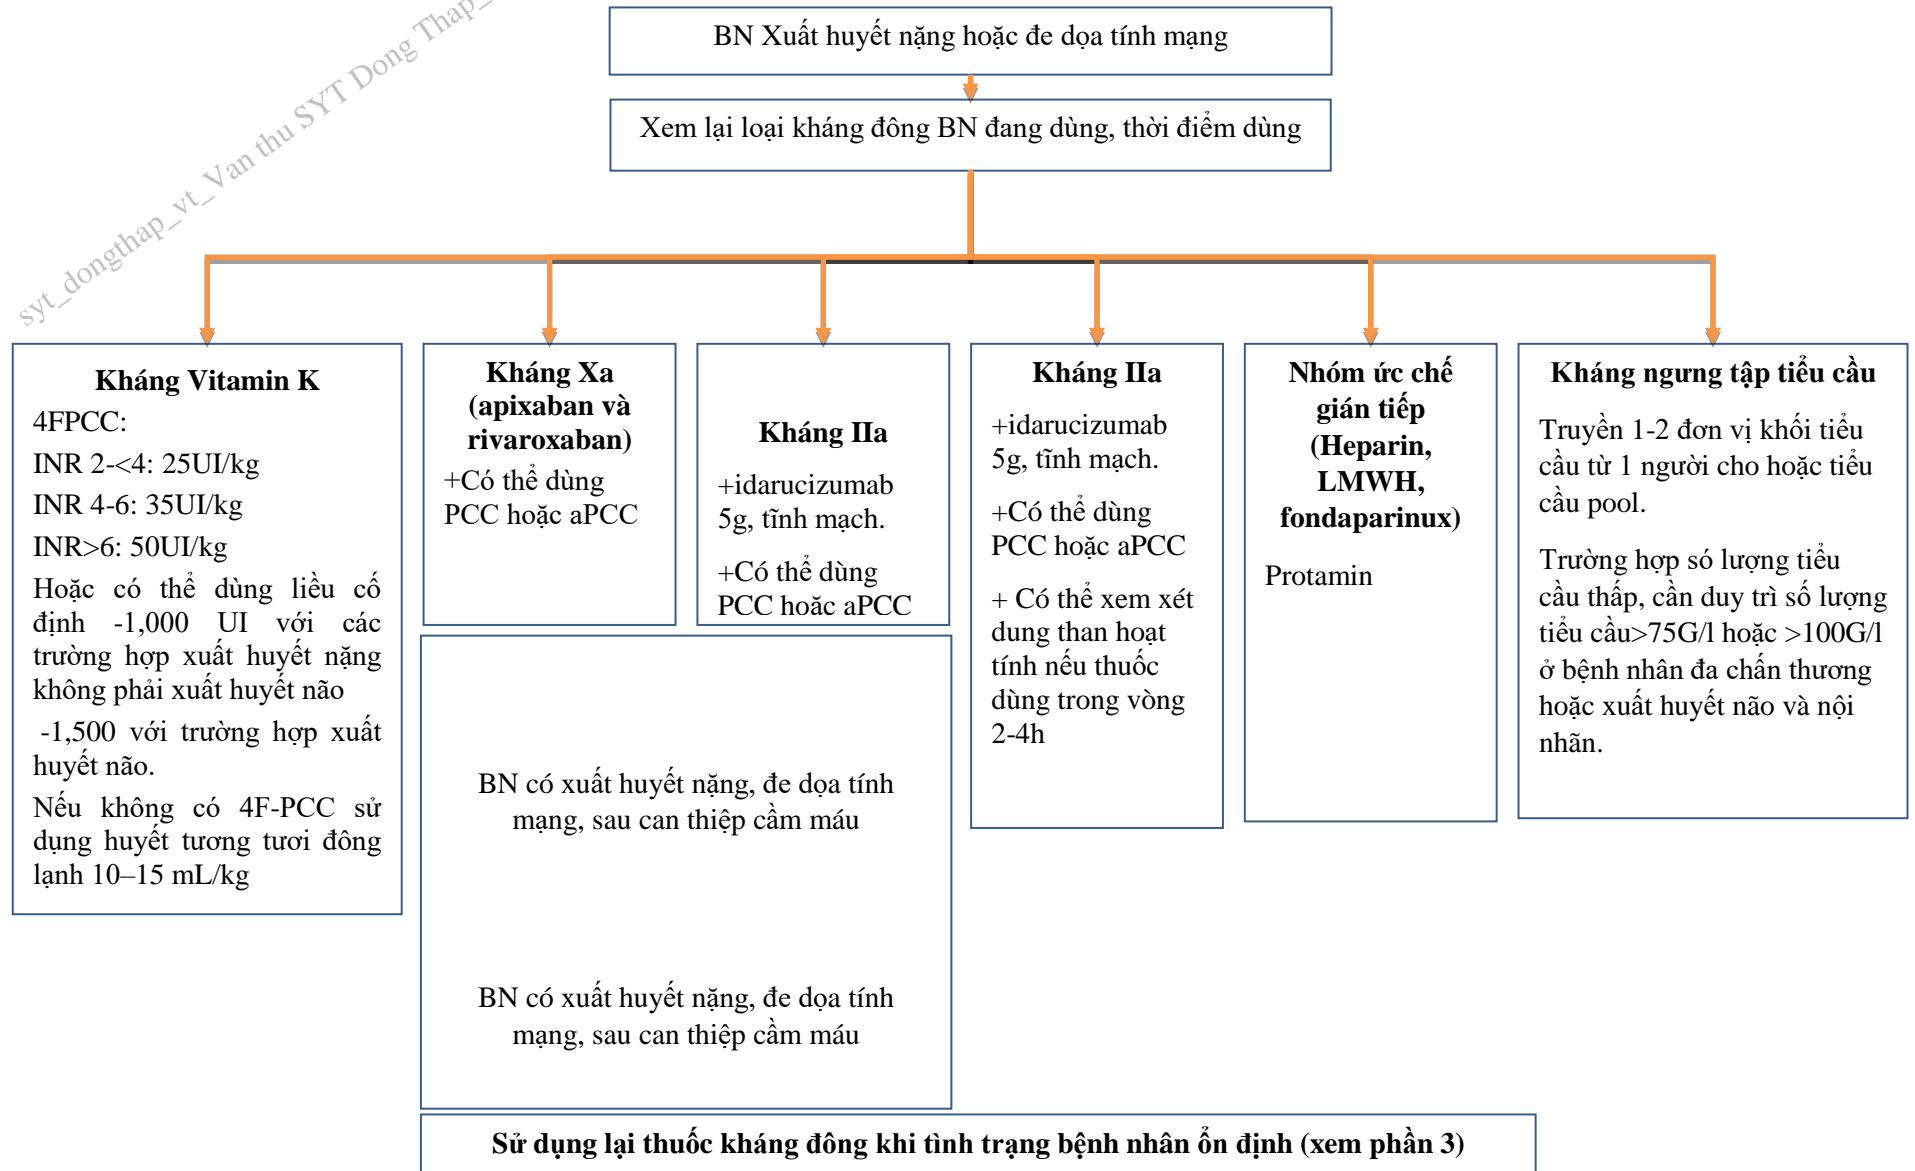 syt_dongthap_vt_Van thu SYT Dong Thap_
BN Xuất huyết nặng hoặc đe dọa tính mạng
Xem lại loại kháng đông BN đang dùng, thời điểm dùng
Kháng Vitamin K
4FPCC:
INR 2-<4: 25UI/kg
INR 4-6: 35UI/kg
INR>6: 50UI/kg
Hoặc có thể dùng liều cố
định -1,000 UI với các
trường hợp xuất huyết nặng
không phải xuất huyết não
-1,500 với trường hợp xuất
huyết não.
Nếu không có 4F-PCC sử
dụng huyết tương tươi đông
lạnh 10–15 mL/kg
Kháng Xa
(apixaban và
rivaroxaban)
+Có thể dùng
PCC hoặc aPCC
Kháng IIa
+idarucizumab
5g, tĩnh mạch.
+Có thể dùng
PCC hoặc aPCC
Kháng IIa
+idarucizumab
5g, tĩnh mạch.
+Có thể dùng
PCC hoặc aPCC
+ Có thể xem xét
dung than hoạt
tính nếu thuốc
dùng trong vòng
2-4h
Nhóm ức chế
gián tiếp
(Heparin,
LMWH,
fondaparinux)
Protamin
Kháng ngưng tập tiểu cầu
Truyền 1-2 đơn vị khối tiểu
cầu từ 1 người cho hoặc tiểu
cầu pool.
Trường hợp só lượng tiểu
cầu thấp, cần duy trì số lượng
tiểu cầu>75G/l hoặc >100G/l
ở bệnh nhân đa chấn thương
hoặc xuất huyết não và nội
nhãn.
BN có xuất huyết nặng, đe dọa tính
mạng, sau can thiệp cầm máu
BN có xuất huyết nặng, đe dọa tính
mạng, sau can thiệp cầm máu
Sử dụng lại thuốc kháng đông khi tình trạng bệnh nhân ổn định (xem phần 3)